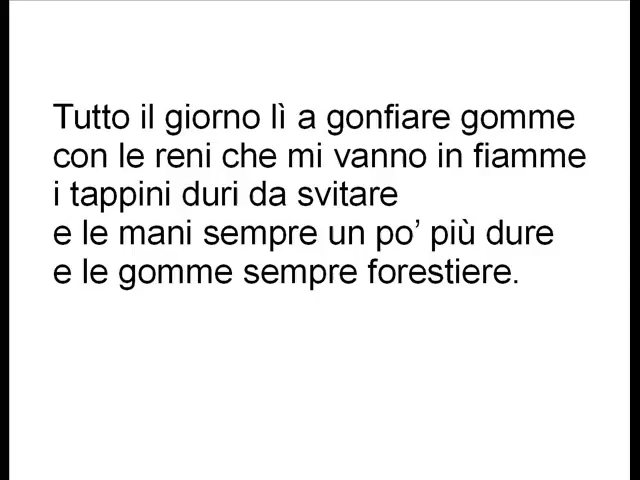 Tutto il giorno lì a gonfiare gomme
con le reni che mi vanno in fiamme
i tappini duri da svitare
e le mani sempre un po’ più dure
e le gomme sempre forestiere.